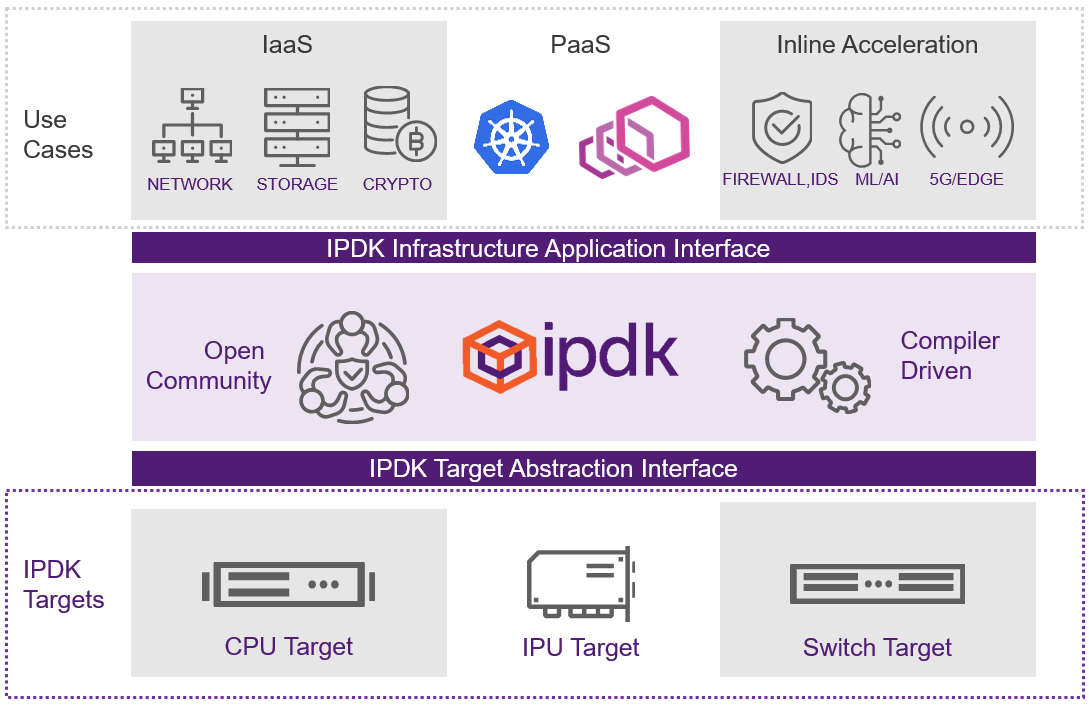 IaaS
PaaS
Inline Acceleration
Use
Cases
NETWORK
STORAGE
CRYPTO
FIREWALL,IDS
ML/AI
5G/EDGE
IPDK Infrastructure Application Interface
Open
Community
ipdk
Compiler
Driven
IPDK Target Abstraction Interface
IPDK
Targets
CPU Target
IPU Target
Switch Target